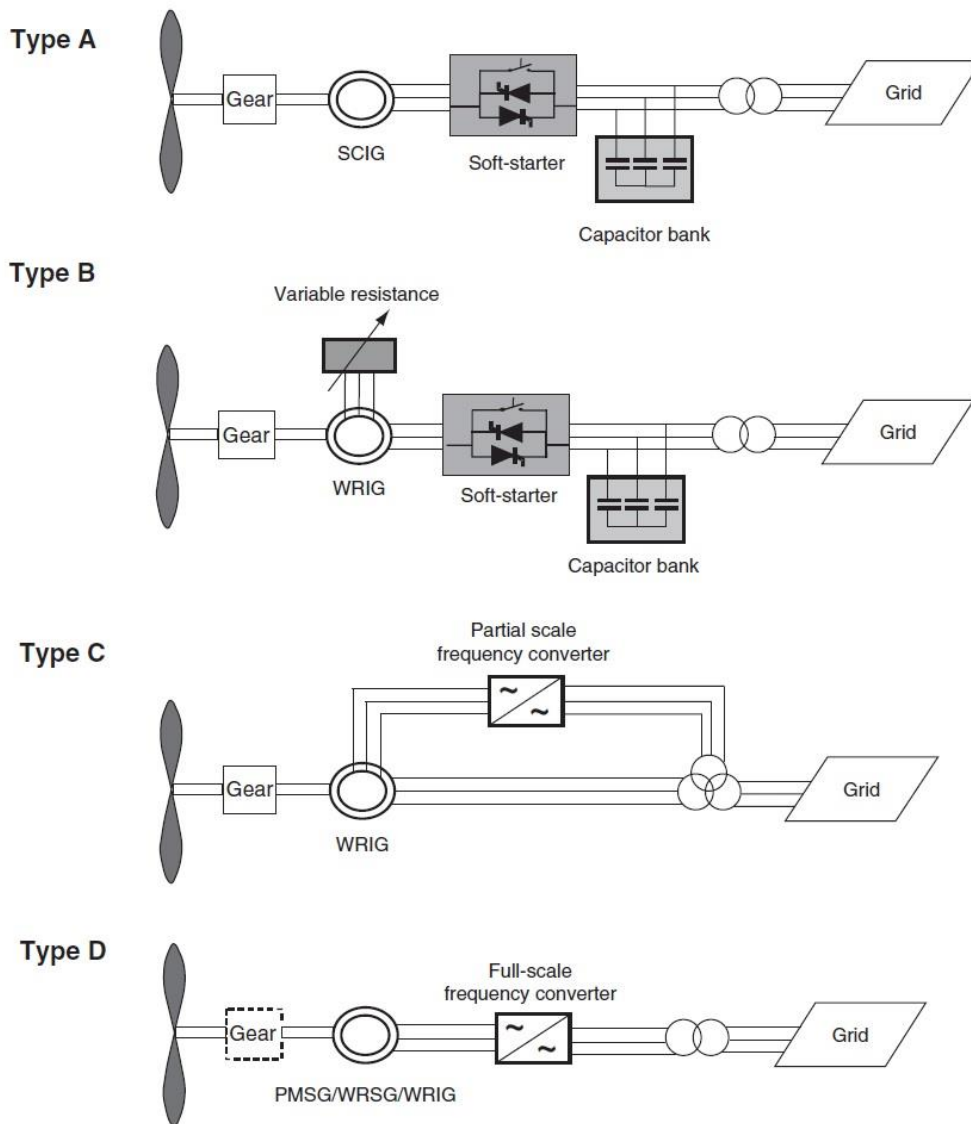 Type A
Gear
SCIG
Soft-starter
Capacitor bank
Grid
Type B
Variable resistance
Gear
WRIG
Soft-starter
Capacitor bank
Grid
Type C
Partial scale
frequency converter
~
~
Gear
WRIG
Grid
Type D
Full-scale
frequency converter
~
~
Gear
PMSG/WRSG/WRIG
Grid